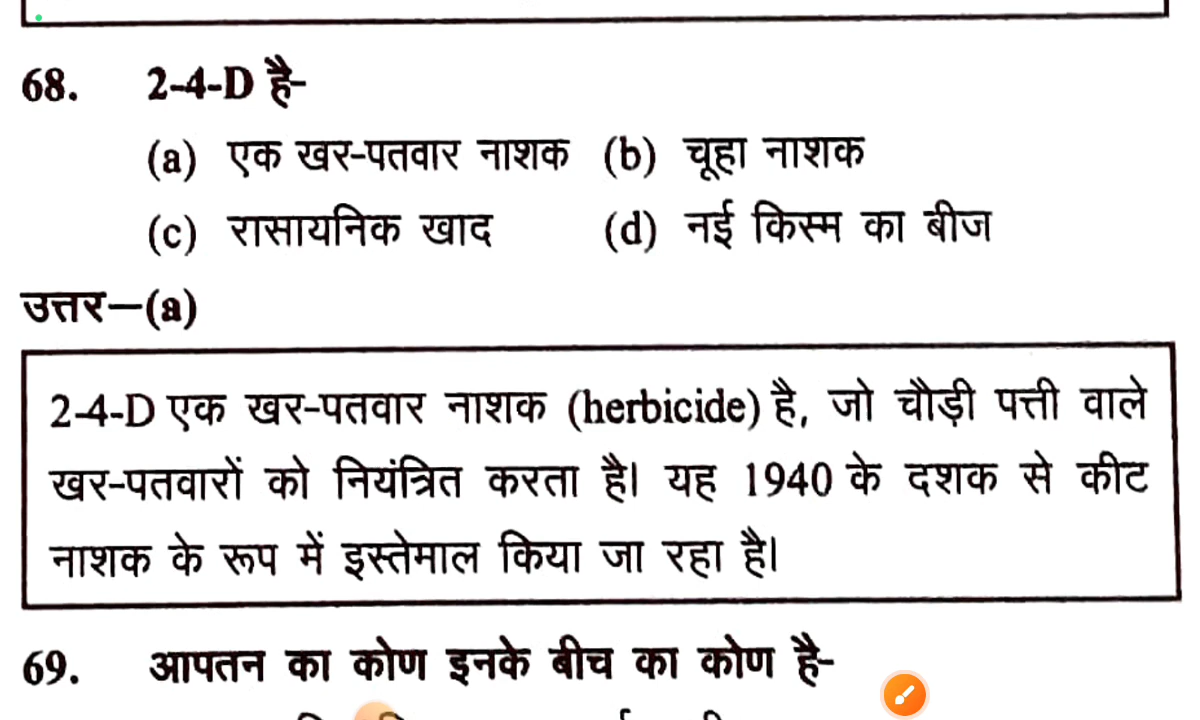 68. 2-4-D है-
(a) एक खर-पतवार नाशक (b) चूहा नाशक
(c) रासायनिक खाद (d) नई किस्म का बीज
उत्तर—(a)
2-4-D एक खर-पतवार नाशक (herbicide) है, जो चौड़ी पत्ती वाले
खर-पतवारों को नियंत्रित करता है। यह 1940 के दशक से कीट
नाशक के रूप में इस्तेमाल किया जा रहा है।
69. आपतन का कोण इनके बीच का कोण है-